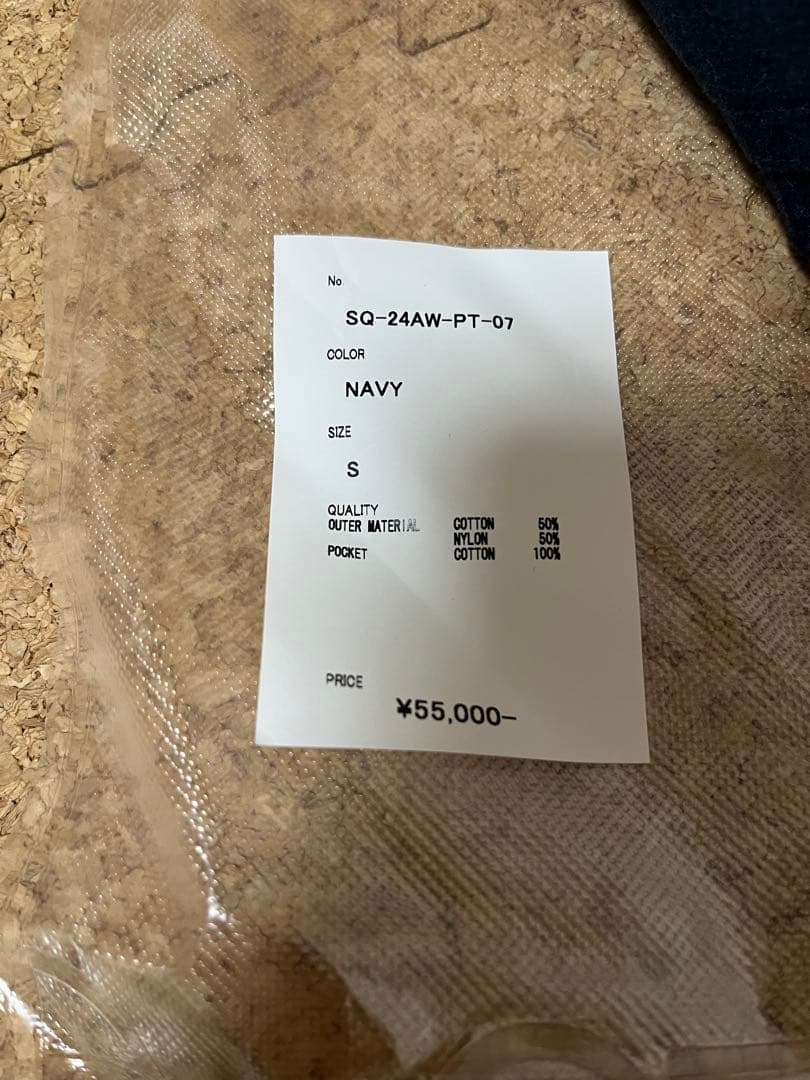 No.
SQ-24AW-PT-07
COLOR
NAVY
SIZE
S
QUALITY
OUTER MATERIAL COTTON 50%
NYLON 50%
POCKET COTTON 100%
PRICE
¥55,000-